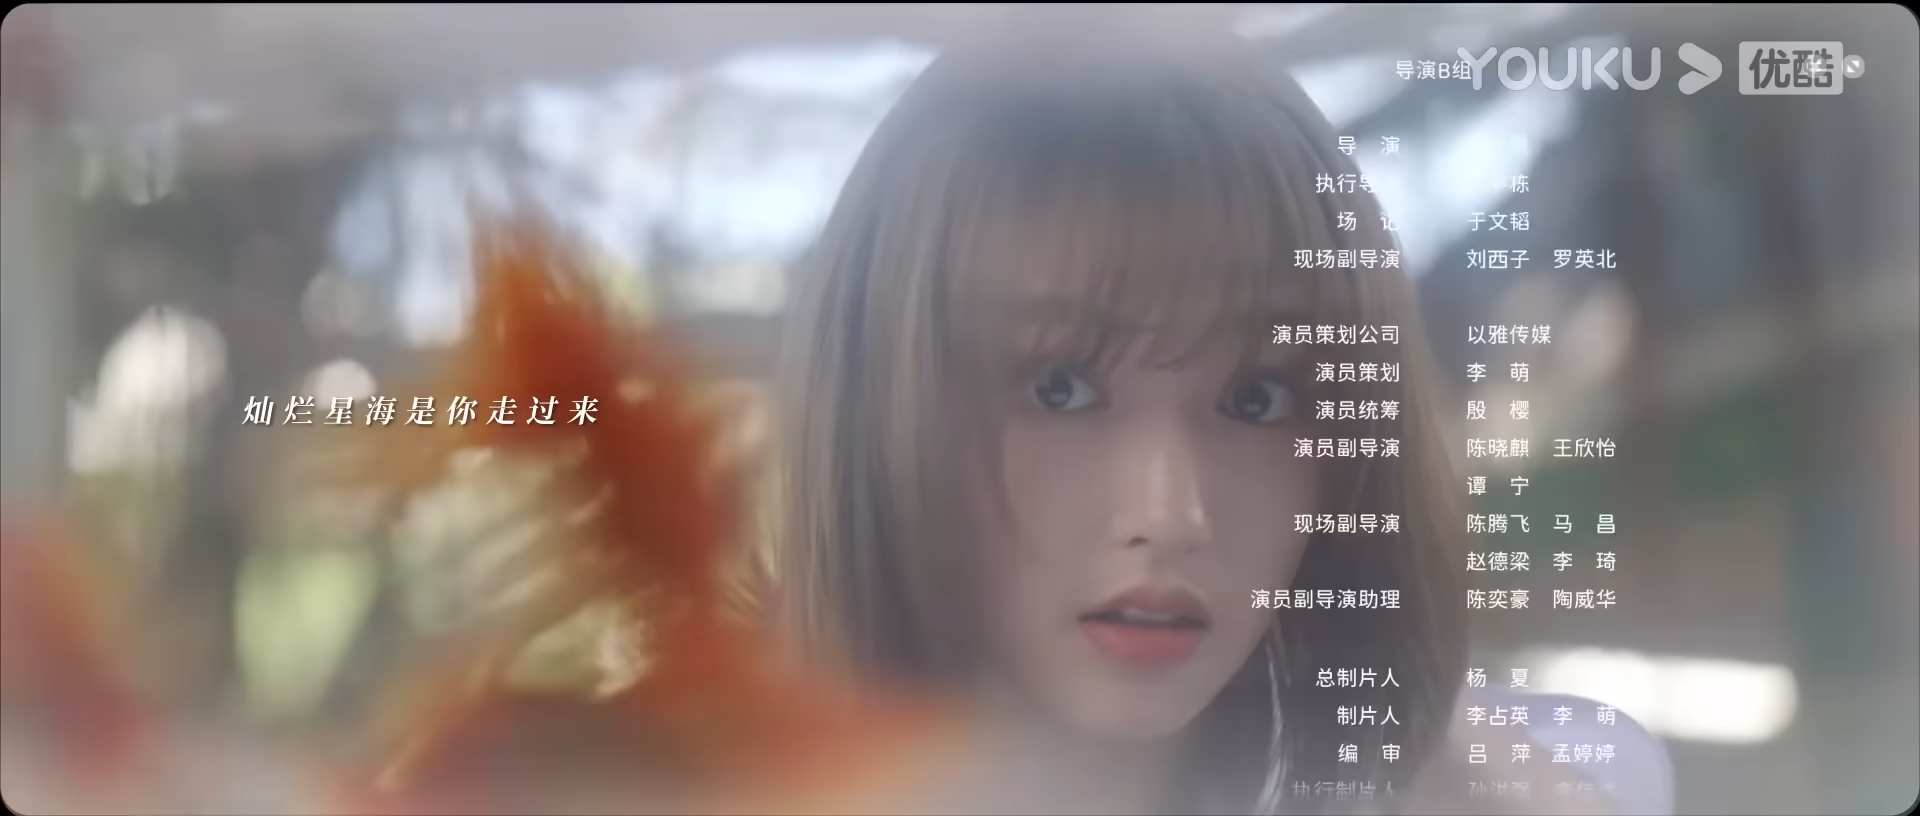 YOUKU 优酷
导演B组
导 演
执行导
场 记 于文韬
现场副导演 刘西子 罗英北
演员策划公司 以雅传媒
演员策划 李 萌
演员统筹 殷 樱
演员副导演 陈晓麒 王欣怡
谭 宁
现场副导演 陈腾飞 马 昌
赵德梁 李 琦
演员副导演助理 陈奕豪 陶威华
总制片人 杨 夏
制片人 李占英 李 萌
编 审 吕 萍 孟婷婷
执行制片人
灿烂星海是你走过来